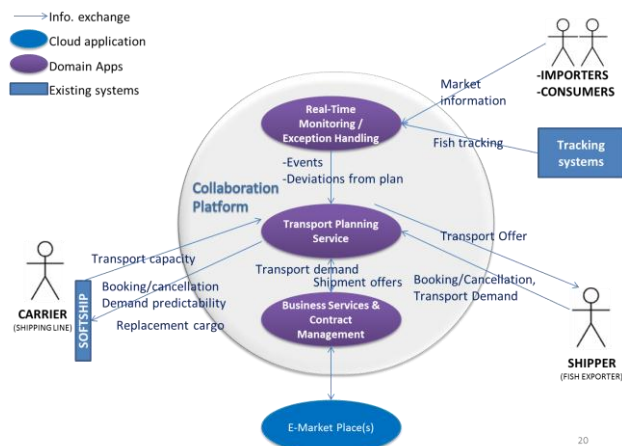 Info. exchange
Cloud application
Domain Apps
Existing systems
-IMPORTERS
-CONSUMERS
Market
information
Real-Time
Monitoring /
Exception Handling
Fish tracking
Tracking
systems
-Events
-Deviations from plan
Collaboration
Platform
Transport Planning
Service
Transport Offer
Transport capacity
Transport demand
Shipment offers
Booking/cancellation
Demand predictability
Replacement cargo
Booking/Cancellation,
Transport Demand
CARRIER
(SHIPPING LINE)
SOFTSHIP
Business Services &
Contract
Management
SHIPPER
(FISH EXPORTER)
E-Market Place(s)
20